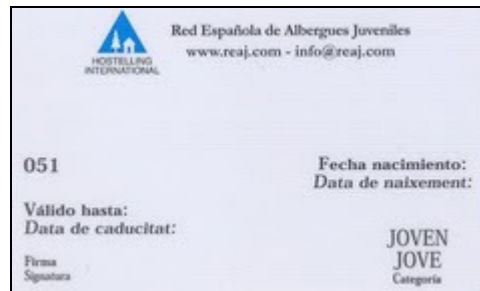 Red Española de Albergues Juveniles
www.reaj.com - info@reaj.com
HOSTELLING
INTERNATIONAL
051
Fecha nacimiento:
Data de naixement:
Válido hasta:
Data de caducitat:
JOVEN
JOVE
Categoría
Firma
Signatura